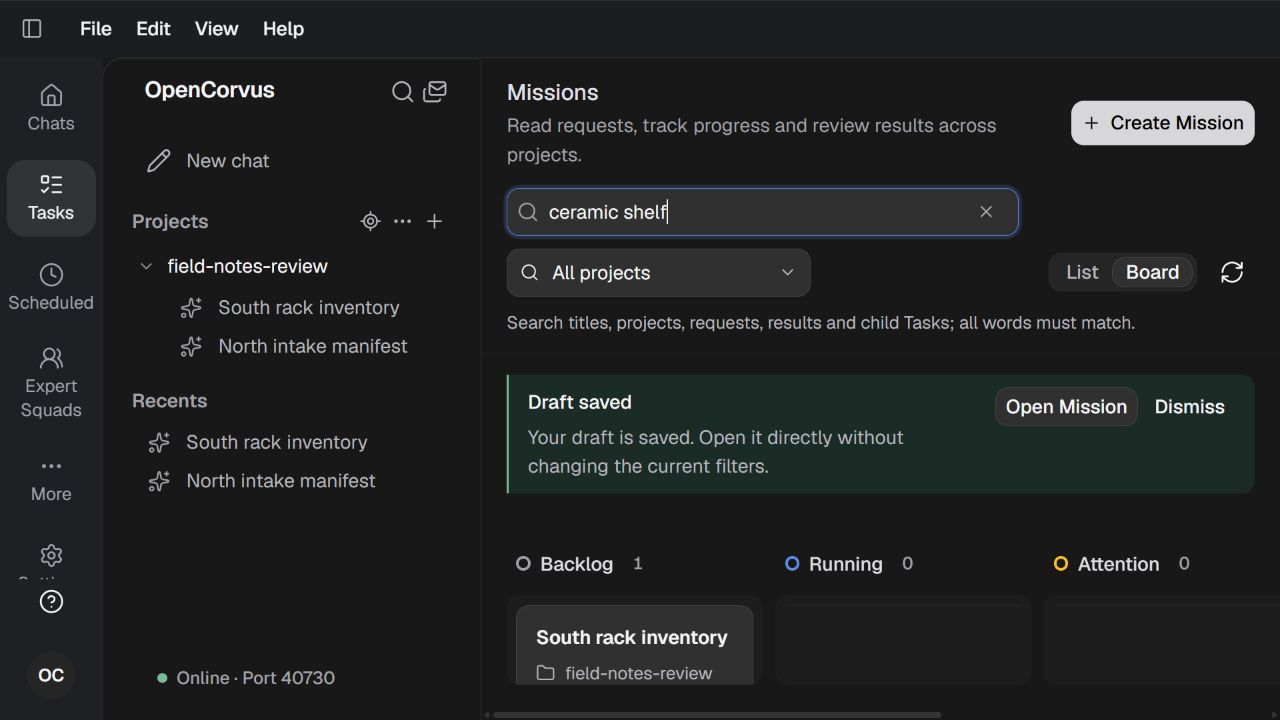 File Edit View Help
Chats
Tasks
Scheduled
Expert
Squads
More
OC
OpenCorvus
New chat
Projects
field-notes-review
South rack inventory
North intake manifest
Recents
South rack inventory
North intake manifest
Online · Port 40730
Missions
Read requests, track progress and review results across
projects.
+ Create Mission
ceramic shelf
All projects
List Board
Search titles, projects, requests, results and child Tasks; all words must match.
Draft saved
Your draft is saved. Open it directly without
changing the current filters.
Open Mission Dismiss
Backlog 1
Running 0
Attention 0
South rack inventory
field-notes-review